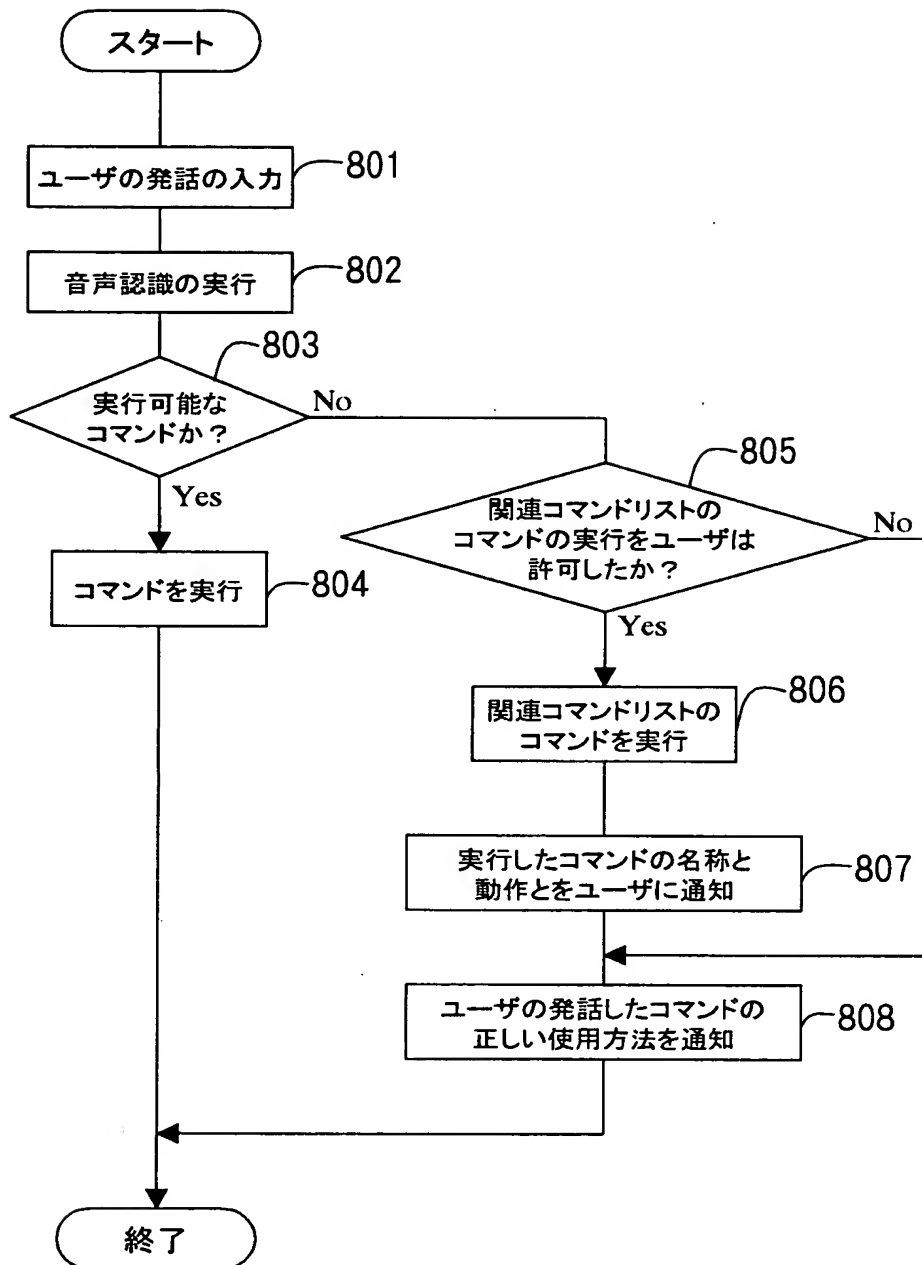 スタート
ユーザの発話の入力
801
音声認識の実行
802
803
実行可能な
コマンドか?
No
Yes
コマンドを実行
804
805
関連コマンドリストの
コマンドの実行をユーザは
許可したか?
No
Yes
関連コマンドリストの
コマンドを実行
806
実行したコマンドの名称と
動作とをユーザに通知
807
ユーザの発話したコマンドの
正しい使用方法を通知
808
終了